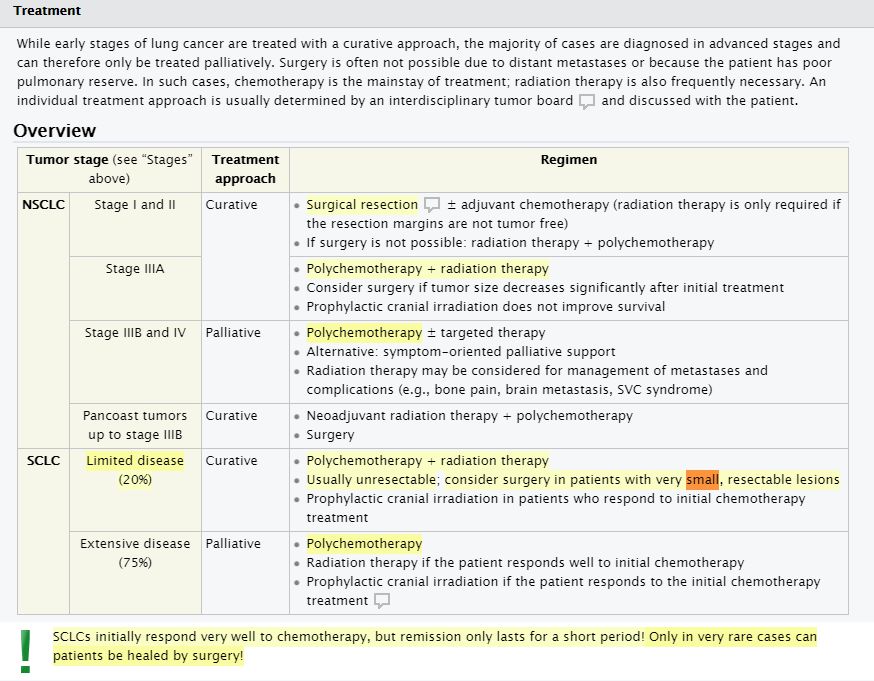 Treatment
While early stages of lung cancer are treated with a curative approach, the majority of cases are diagnosed in advanced stages and
can therefore only be treated palliatively. Surgery is often not possible due to distant metastases or because the patient has poor
pulmonary reserve. In such cases, chemotherapy is the mainstay of treatment; radiation therapy is also frequently necessary. An
individual treatment approach is usually determined by an interdisciplinary tumor board and discussed with the patient.
Overview
Tumor stage (see “Stages”
above)
Treatment
approach
Regimen
NSCLC
Stage I and II
Curative
• Surgical resection ± adjuvant chemotherapy (radiation therapy is only required if
the resection margins are not tumor free)
• If surgery is not possible: radiation therapy + polychemotherapy
Stage IIIA
• Polychemotherapy + radiation therapy
• Consider surgery if tumor size decreases significantly after initial treatment
• Prophylactic cranial irradiation does not improve survival
Stage IIIB and IV
Palliative
• Polychemotherapy ± targeted therapy
• Alternative: symptom-oriented palliative support
• Radiation therapy may be considered for management of metastases and
complications (e.g., bone pain, brain metastasis, SVC syndrome)
Pancoast tumors
up to stage IIIB
Curative
• Neoadjuvant radiation therapy + polychemotherapy
• Surgery
SCLC
Limited disease
(20%)
Curative
• Polychemotherapy + radiation therapy
• Usually unresectable; consider surgery in patients with very small, resectable lesions
• Prophylactic cranial irradiation in patients who respond to initial chemotherapy
treatment
Extensive disease
(75%)
Palliative
• Polychemotherapy
• Radiation therapy if the patient responds well to initial chemotherapy
• Prophylactic cranial irradiation if the patient responds to the initial chemotherapy
treatment
! SCLCs initially respond very well to chemotherapy, but remission only lasts for a short period! Only in very rare cases can
patients be healed by surgery!